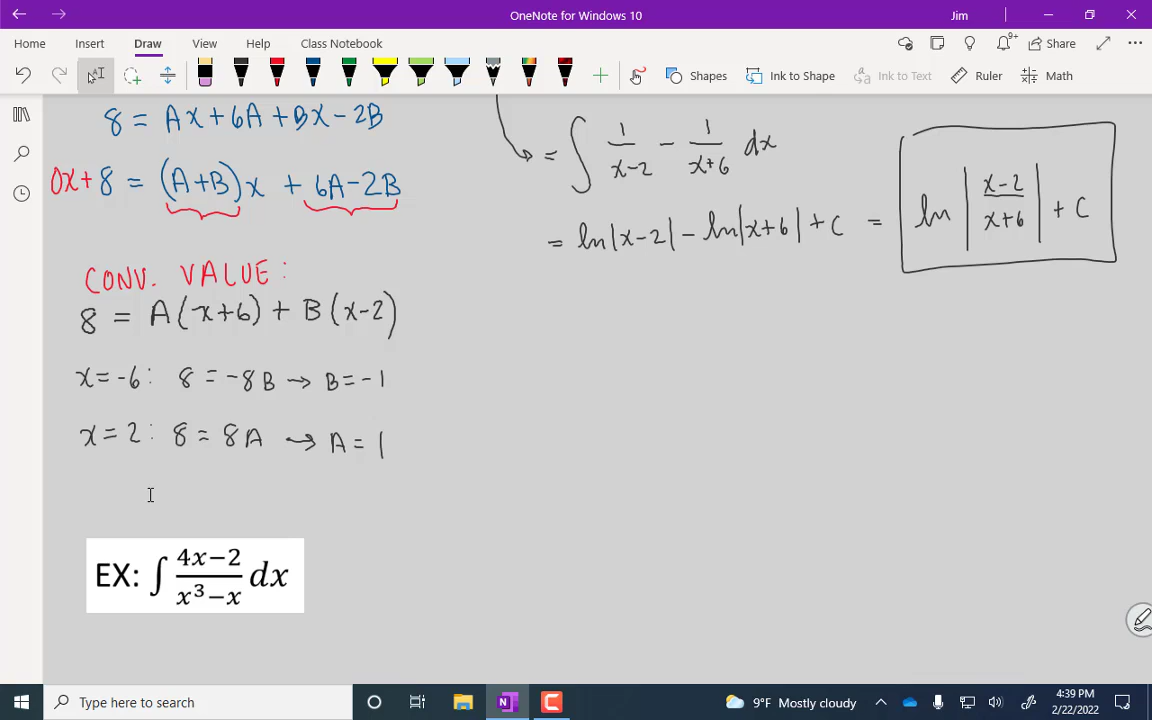 OneNote for Windows 10
Jim
Home Insert Draw View Help Class Notebook
9+
Share
Shapes
Ink to Shape
Ink to Text
Ruler
Math
8 = Ax + 6A + Bx - 2B
0x + 8 = (A+B)x + 6A - 2B
CONV. VALUE:
8 = A(x+6) + B(x-2)
x = -6: 8 = -8B → B = -1
x = 2: 8 = 8A → A = 1
EX: ∫ (4x−2)/(x³−x) dx
= ∫ 1/(x-2) - 1/(x+6) dx
= ln|x-2| - ln|x+6| + C = ln|(x-2)/(x+6)| + C
Type here to search
9°F Mostly cloudy
4:39 PM
2/22/2022